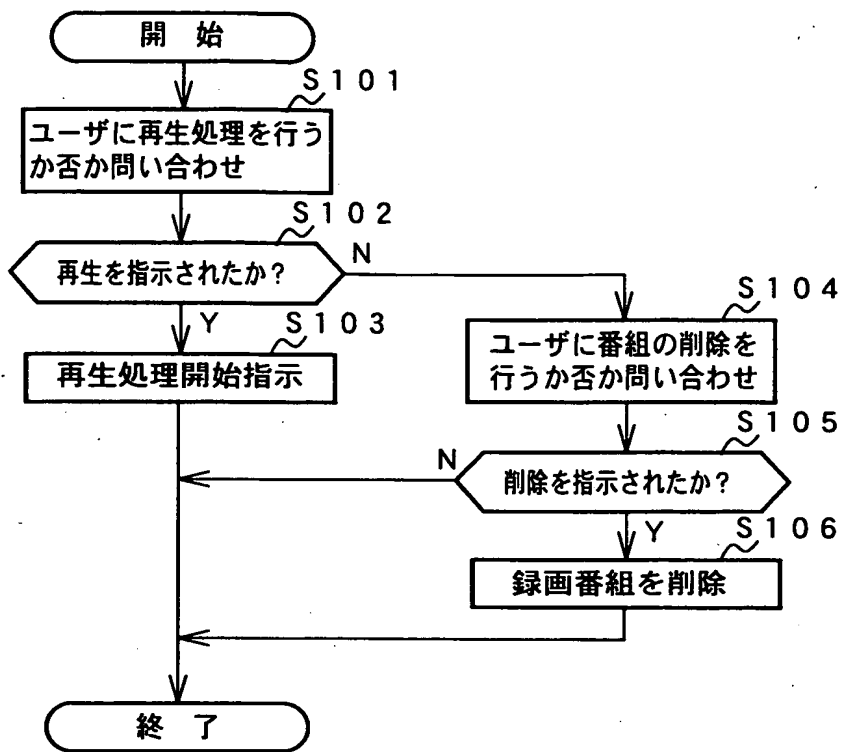 開 始
S101
ユーザに再生処理を行う
か否か問い合わせ
S102
再生を指示されたか？
N
Y
S103
再生処理開始指示
S104
ユーザに番組の削除を
行うか否か問い合わせ
S105
削除を指示されたか？
N
Y
S106
録画番組を削除
終 了